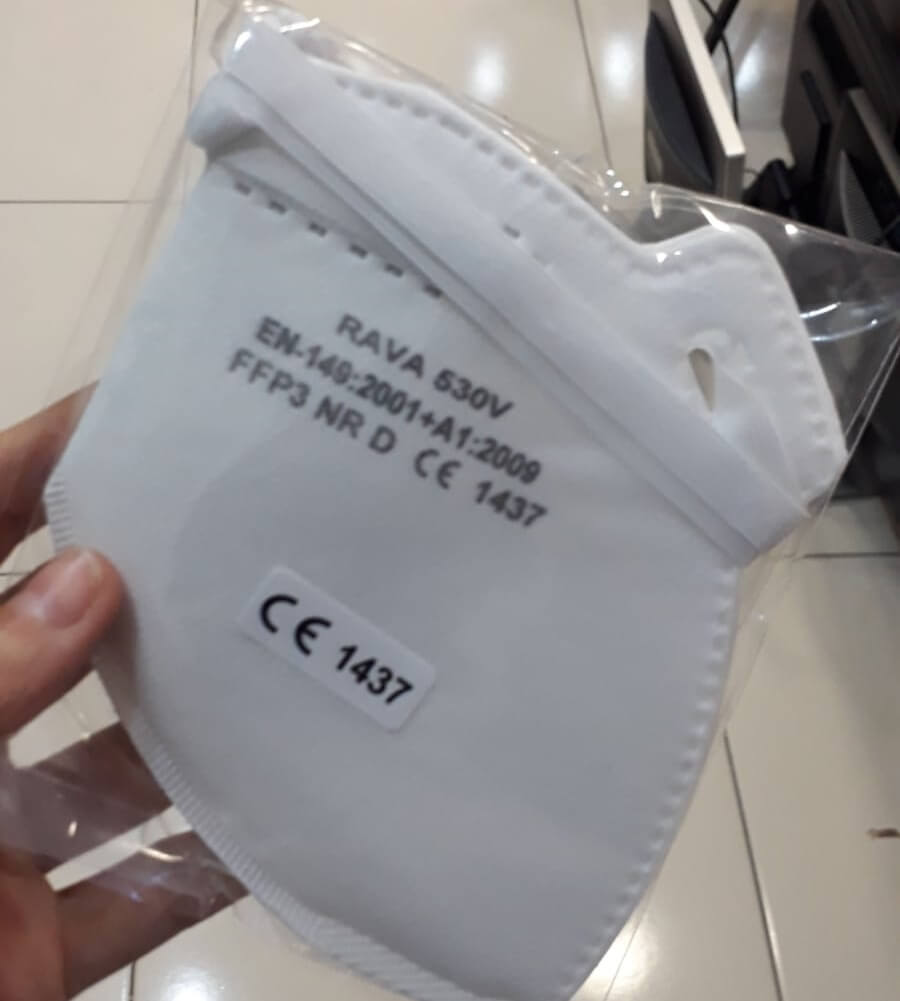 RAVA 530V
EN-149:2001+A1:2009
FFP3 NR D CE 1437
CE 1437